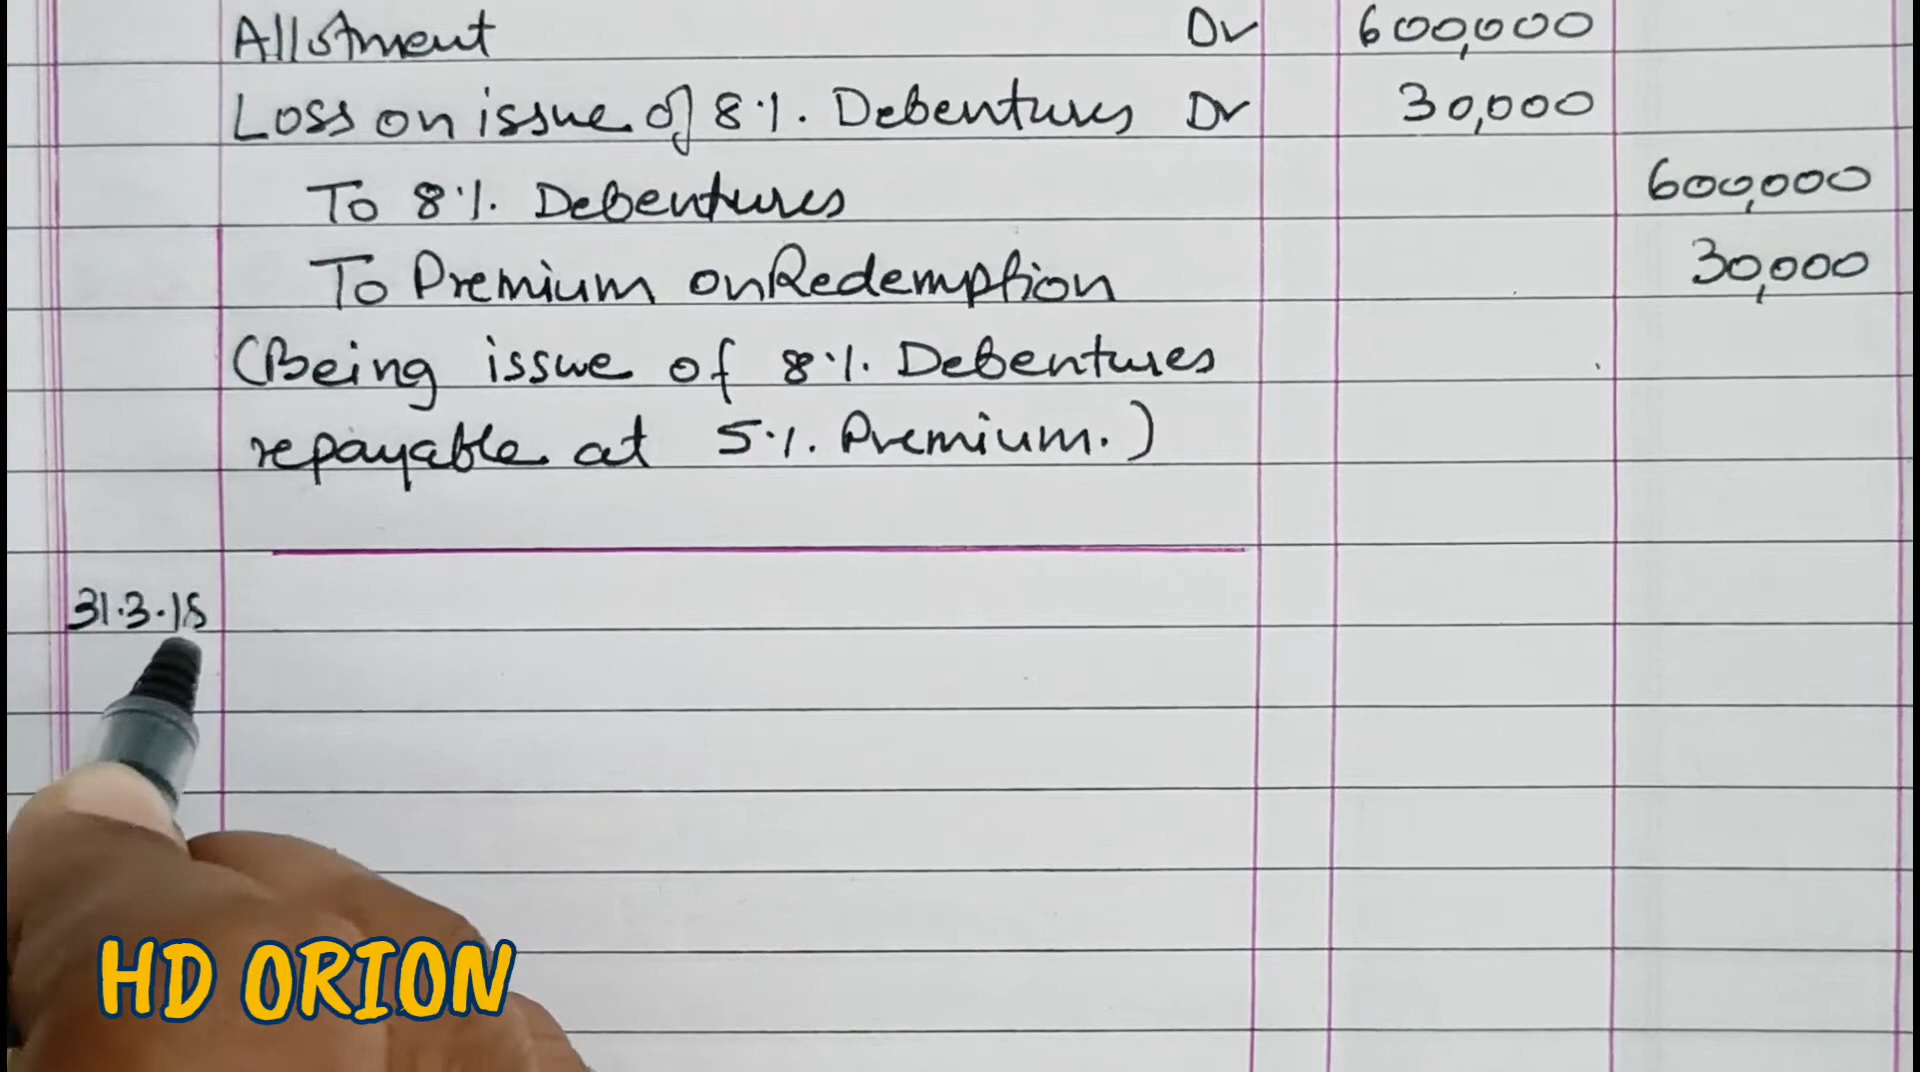 Allotment Dr 600,000
Loss on issue of 8%. Debentures Dr 30,000
To 8%. Debentures 600,000
To Premium on Redemption 30,000
(Being issue of 8%. Debentures
repayable at 5%. Premium.)
31.3.15
HD ORION